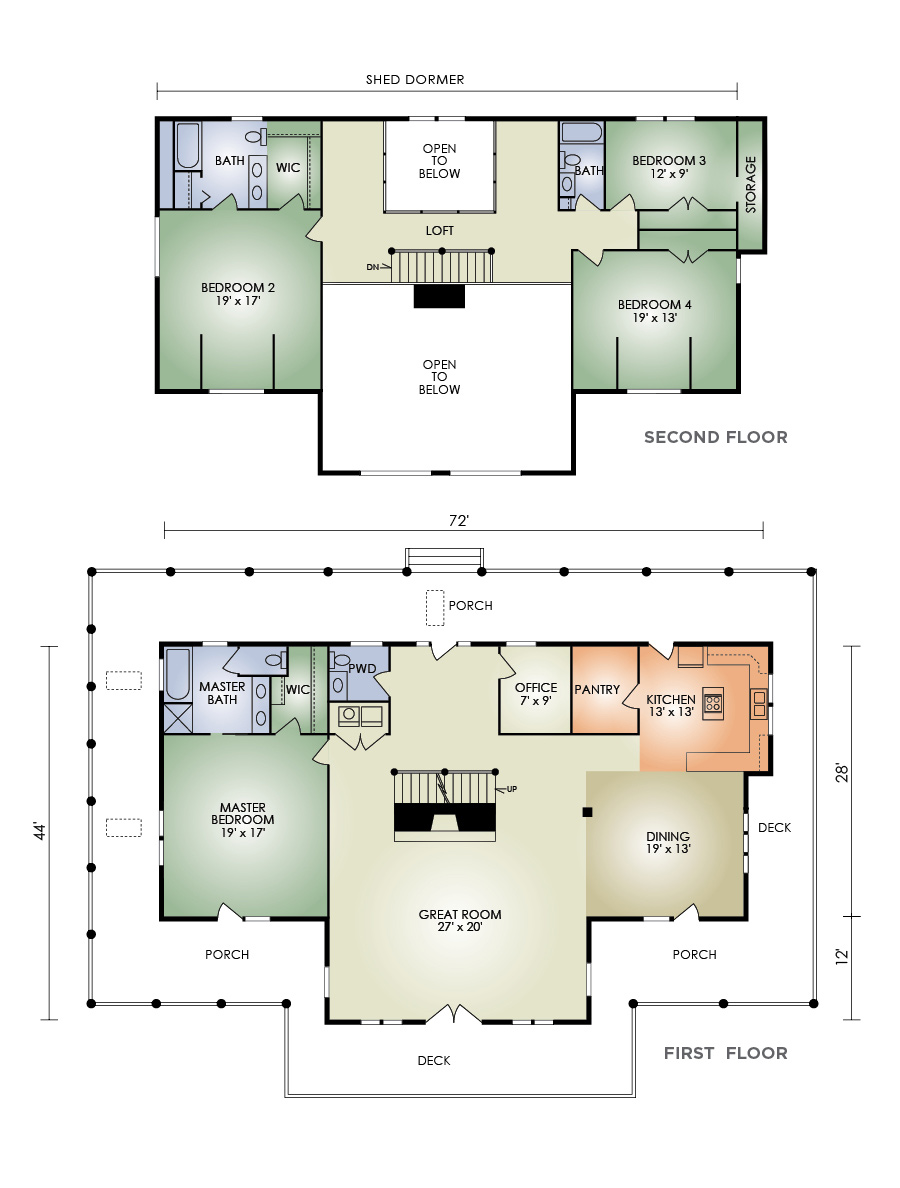 SHED DORMER
BATH
WIC
OPEN
TO
BELOW
BATH
BEDROOM 3
12' x 9'
STORAGE
LOFT
DN
BEDROOM 2
19' x 17'
BEDROOM 4
19' x 13'
OPEN
TO
BELOW
SECOND FLOOR
72'
PORCH
MASTER
BATH
WIC
PWD
OFFICE
7' x 9'
PANTRY
KITCHEN
13' x 13'
UP
MASTER
BEDROOM
19' x 17'
DINING
19' x 13'
DECK
28'
44'
GREAT ROOM
27' x 20'
PORCH
PORCH
12'
DECK
FIRST FLOOR